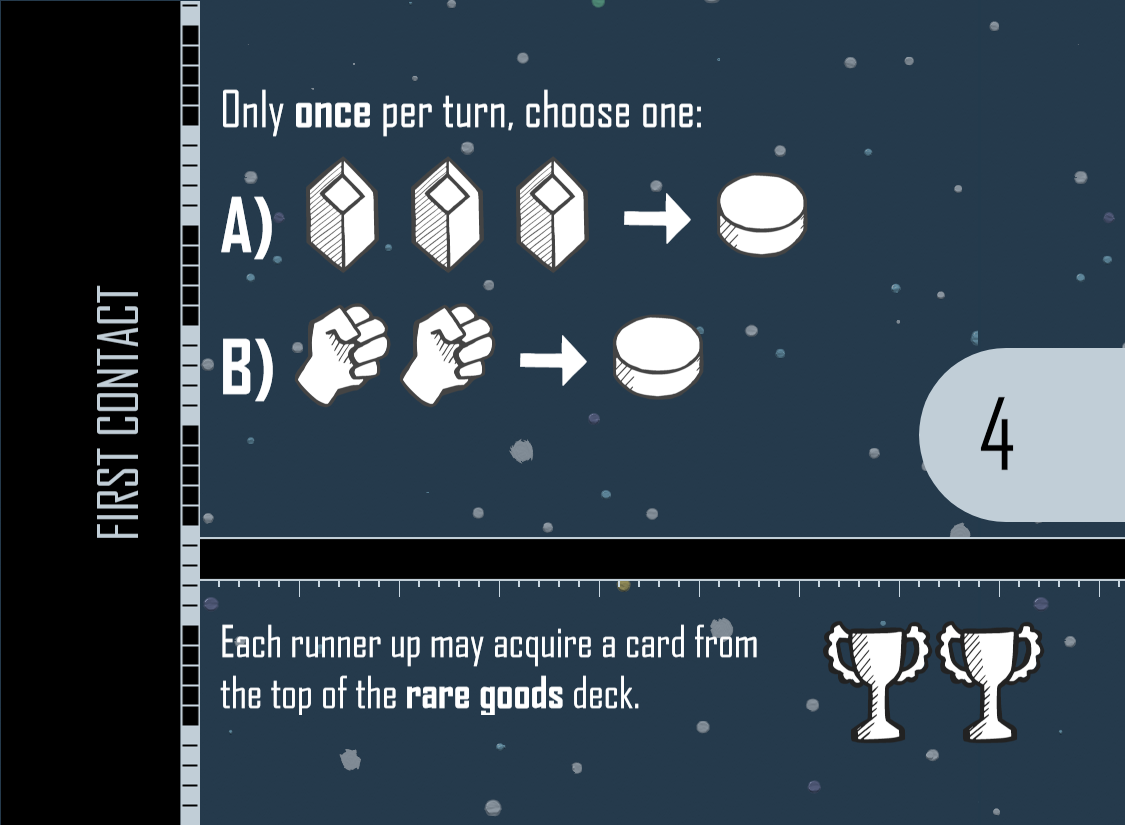 FIRST CONTACT
Only once per turn, choose one:
A)
B)
4
Each runner up may acquire a card from
the top of the rare goods deck.